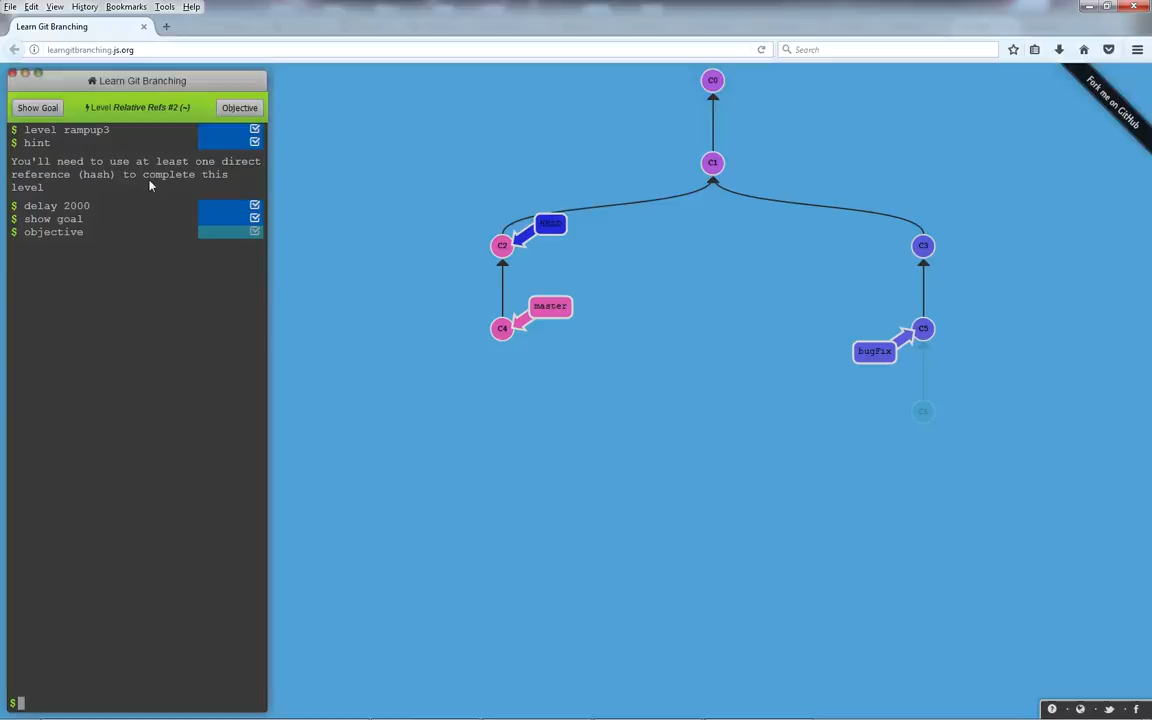 File Edit View History Bookmarks Tools Help
Learn Git Branching
learngitbranching.js.org
Search
Learn Git Branching
Show Goal
Level Relative Refs #2 (~)
Objective
$ level rampup3
$ hint
You'll need to use at least one direct
reference (hash) to complete this
level
$ delay 2000
$ show goal
$ objective
$
C0
C1
HEAD
C2
C3
master
C4
C5
bugFix
C6
Fork me on GitHub